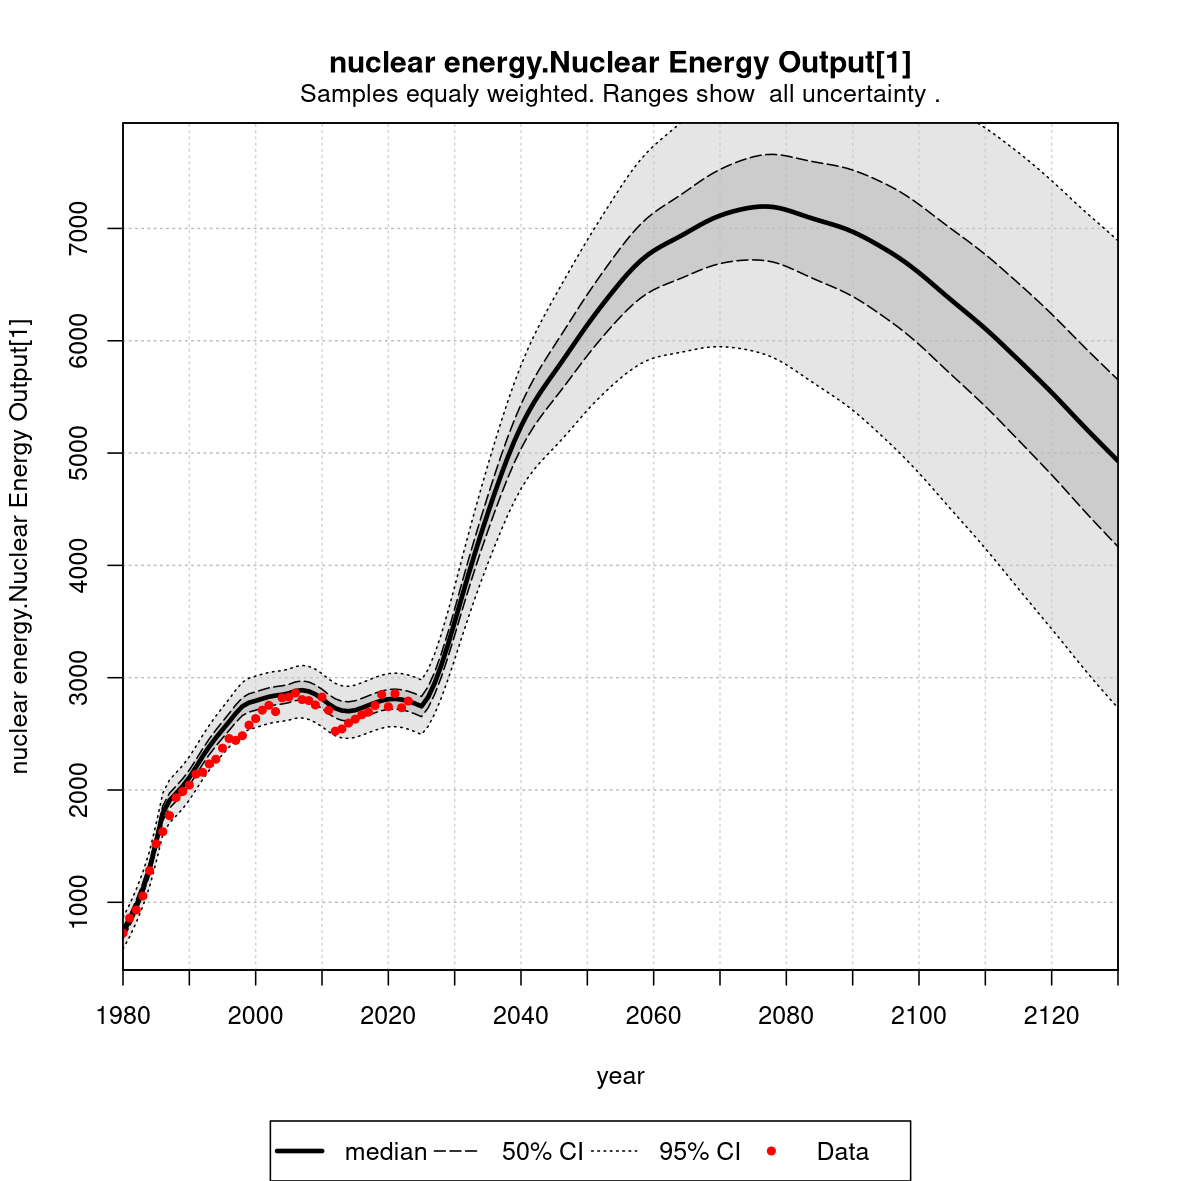 nuclear energy.Nuclear Energy Output[1]
Samples equaly weighted. Ranges show  all uncertainty .
nuclear energy.Nuclear Energy Output[1]
7000
6000
5000
4000
3000
2000
1000
1980 2000 2020 2040 2060 2080 2100 2120
year
median 50% CI 95% CI Data